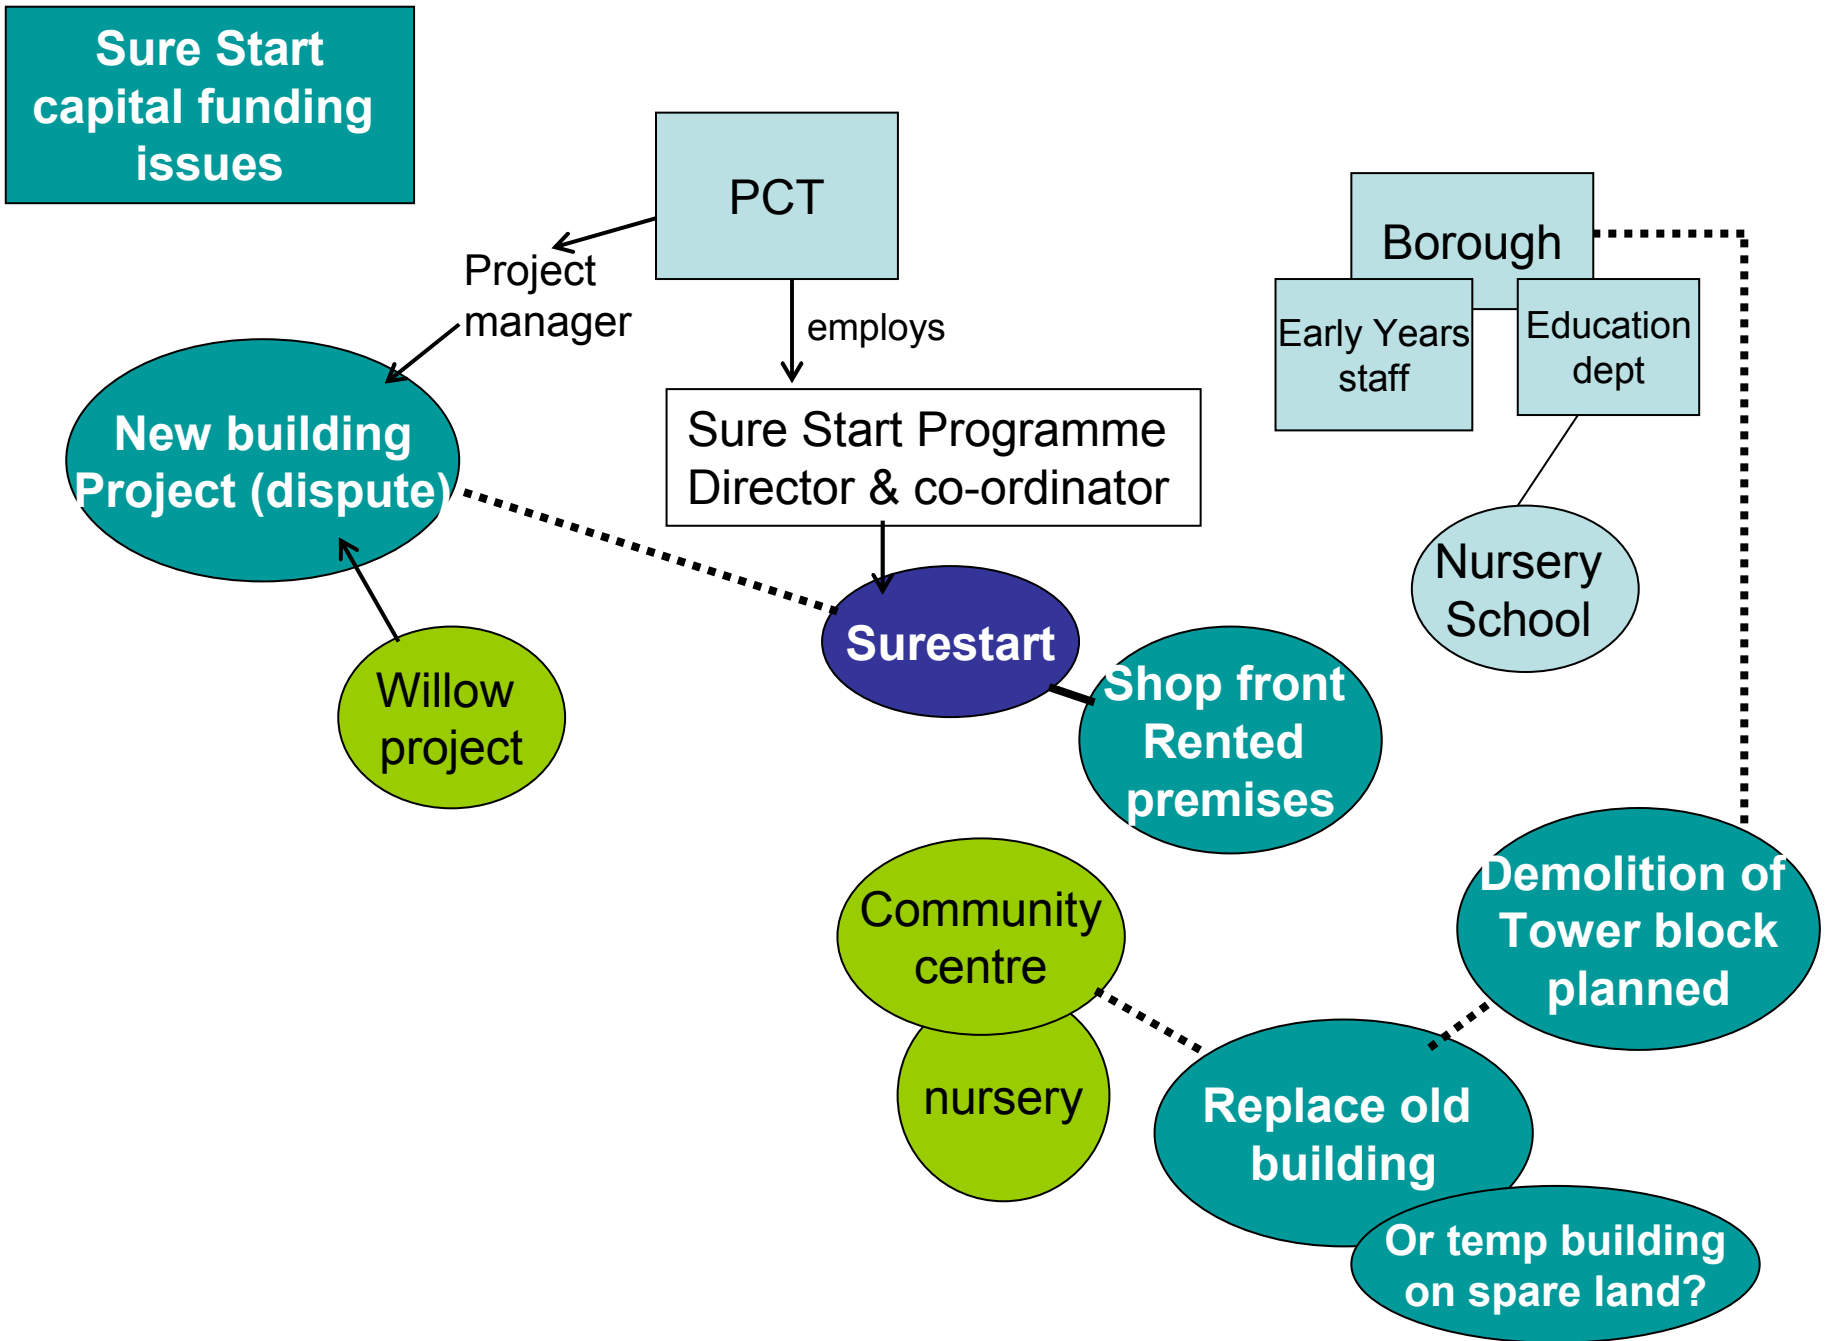 Sure Start
capital funding
issues
PCT
Project
manager
employs
Borough
Early Years
staff
Education
dept
New building
Project (dispute)
Sure Start Programme
Director & co-ordinator
Nursery
School
Surestart
Willow
project
Shop front
Rented
premises
Community
centre
nursery
Demolition of
Tower block
planned
Replace old
building
Or temp building
on spare land?